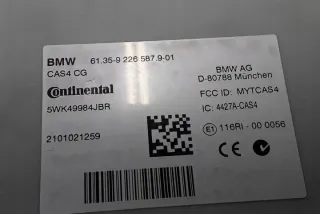 BMW 61.35-9 226 587.9-01
CAS4 CG
Continental
5WK49984JBR
2101021259
BMW AG
D-80788 München
FCC ID: MYTCAS4
IC: 4427A-CAS4
E1 116RI-00 0056